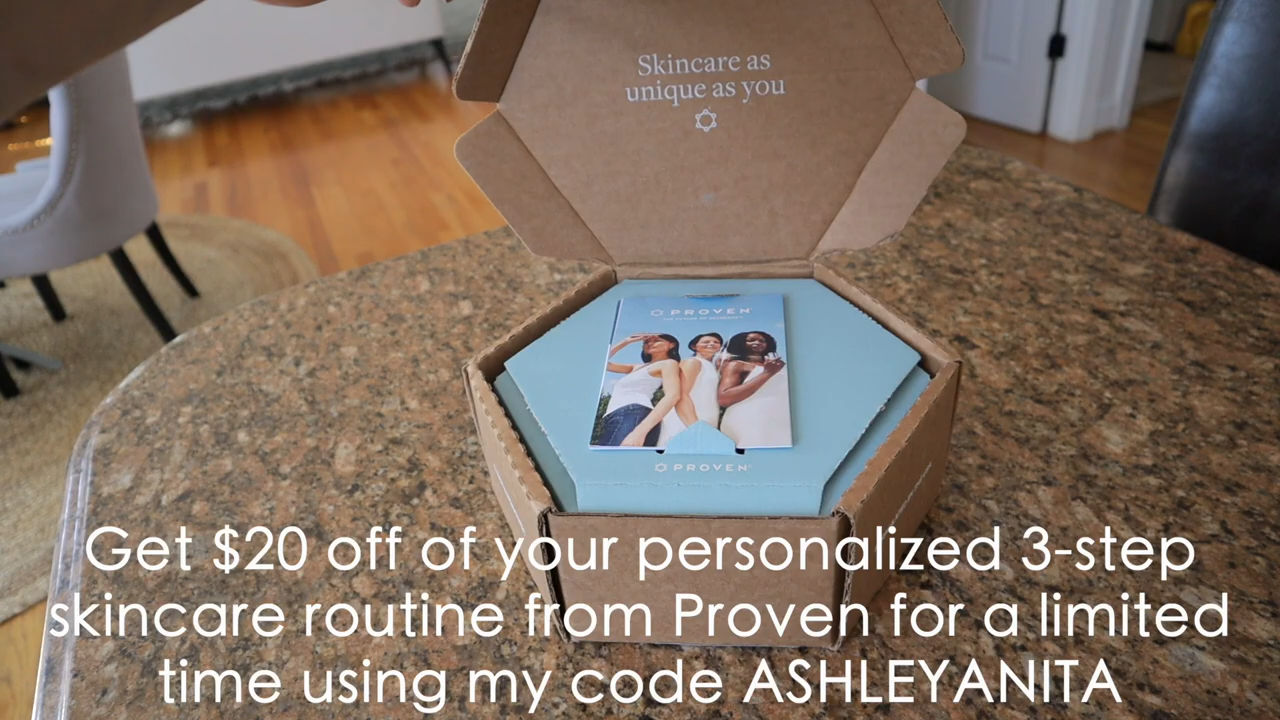 Skincare as
unique as you
PROVEN
PROVEN
Get $20 off of your personalized 3-step
skincare routine from Proven for a limited
time using my code ASHLEYANITA